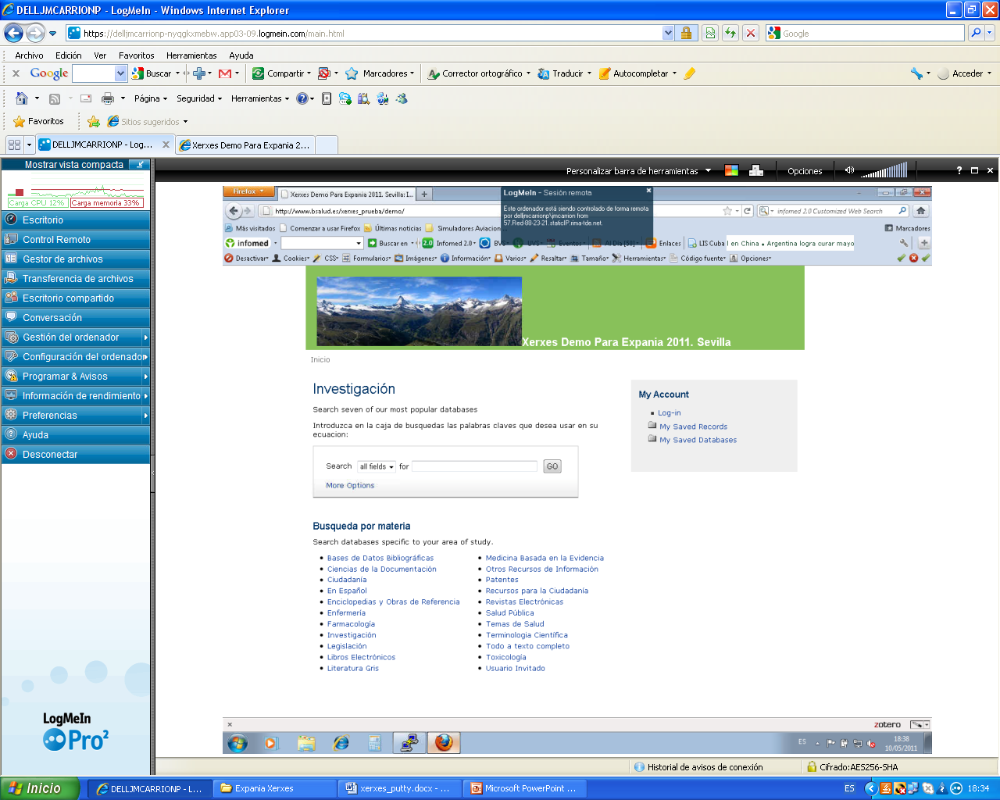 DELLJMCARRIONP - LogMeIn - Windows Internet Explorer
https://delljmcarrionp-nyqgkxmebw.app03-09.logmein.com/main.html
Google
Archivo Edición Ver Favoritos Herramientas Ayuda
Google Buscar Compartir Marcadores Corrector ortográfico Traducir Autocompletar Acceder
Página Seguridad Herramientas
Favoritos Sitios sugeridos
DELLJMCARRIONP - Log... Xerxes Demo Para Expania 2...
Mostrar vista compacta
Personalizar barra de herramientas Opciones
Carga CPU 12% Carga memoria 33%
Escritorio
Control Remoto
Gestor de archivos
Transferencia de archivos
Escritorio compartido
Conversación
Gestión del ordenador
Configuración del ordenador
Programar & Avisos
Información de rendimiento
Preferencias
Ayuda
Desconectar
LogMeIn
Pro²
Firefox Xerxes Demo Para Expania 2011. Sevilla: I...
LogMeIn - Sesión remota
Este ordenador está siendo controlado de forma remota
por delljmcarrionp\jmcarrion from
57.Red-88-23-21.staticIP.rima-tde.net.
http://www.bsalud.es/xerxes_prueba/demo/
infomed 2.0 Customized Web Search
Más visitados Comenzar a usar Firefox Últimas noticias Simuladores Aviacion... Marcadores
infomed Buscar en 2.0 Infomed 2.0 BVS UVS Eventos Al Día [50] Enlaces LIS Cuba l en China • Argentina logra curar mayo
Desactivar Cookies CSS Formularios Imágenes Información Varios Resaltar Tamaño Herramientas Código fuente Opciones
Xerxes Demo Para Expania 2011. Sevilla
Inicio
Investigación
Search seven of our most popular databases
Introduzca en la caja de busquedas las palabras claves que desea usar en su
ecuacion:
Search all fields for GO
More Options
My Account
Log-in
My Saved Records
My Saved Databases
Busqueda por materia
Search databases specific to your area of study.
Bases de Datos Bibliográficas
Ciencias de la Documentación
Ciudadanía
En Español
Enciclopedias y Obras de Referencia
Enfermería
Farmacología
Investigación
Legislación
Libros Electrónicos
Literatura Gris
Medicina Basada en la Evidencia
Otros Recursos de Información
Patentes
Recursos para la Ciudadanía
Revistas Electrónicas
Salud Pública
Temas de Salud
Terminologia Científica
Todo a texto completo
Toxicología
Usuario Invitado
zotero
ES 18:38
10/05/2011
Historial de avisos de conexión Cifrado:AES256-SHA
Inicio DELLJMCARRIONP - L... Expania Xerxes xerxes_putty.docx - ... Microsoft PowerPoint ... ES 18:34